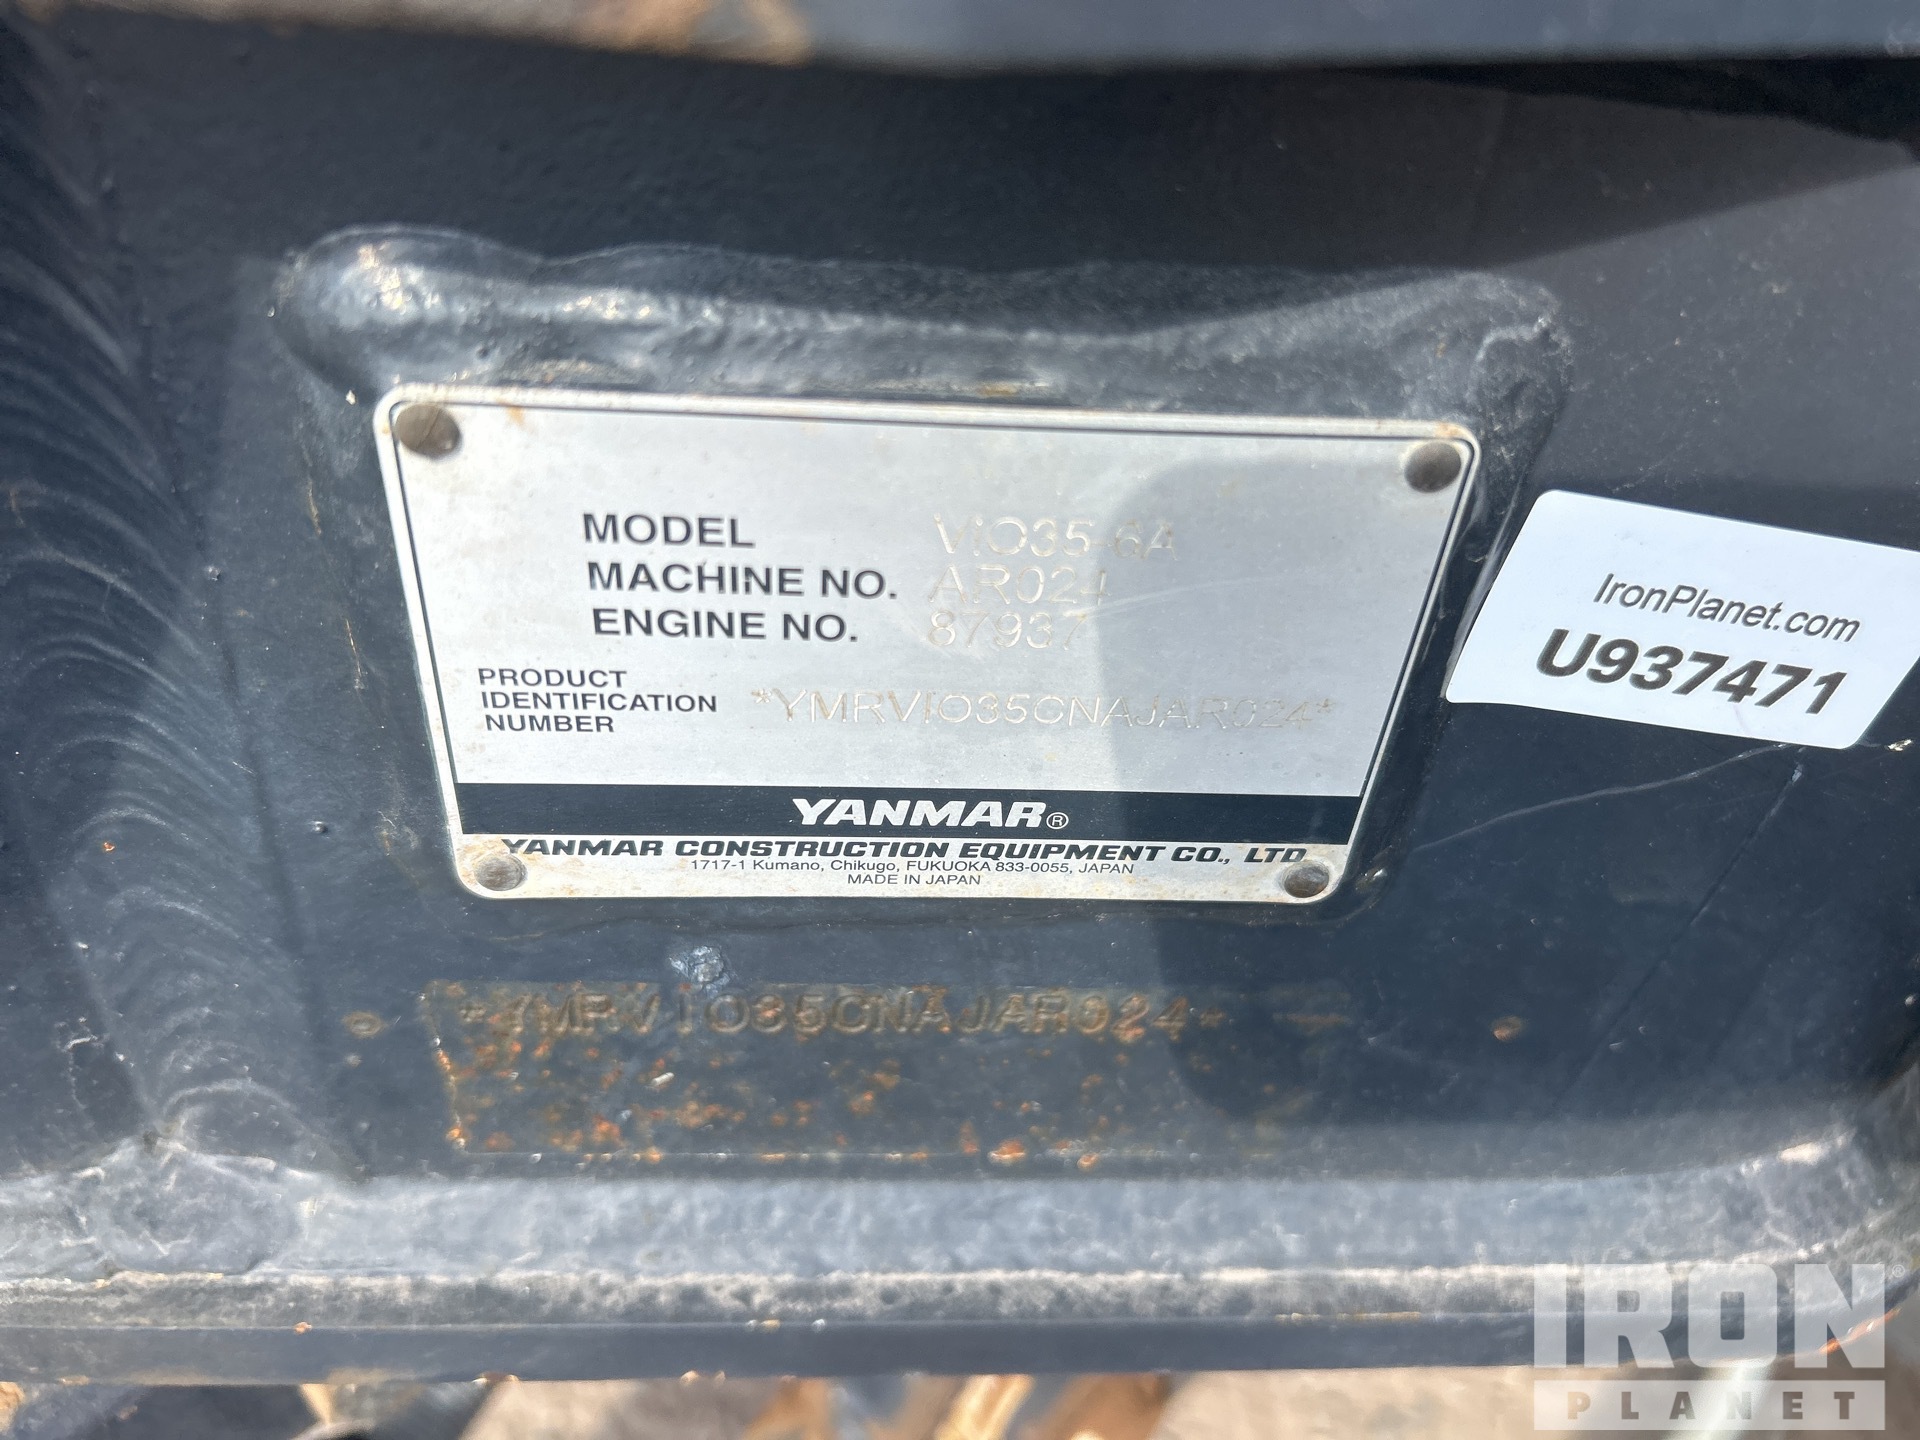 MODEL ViO35-6A
MACHINE NO. AR024
ENGINE NO. 87937
PRODUCT
IDENTIFICATION
NUMBER
*YMRVIO35CNAJAR024*
YANMAR®
YANMAR CONSTRUCTION EQUIPMENT CO., LTD.
1717-1 Kumano, Chikugo, FUKUOKA 833-0055, JAPAN
MADE IN JAPAN
IronPlanet.com
U937471
*YMRVIO35CNAJAR024*
IRON®
PLANET